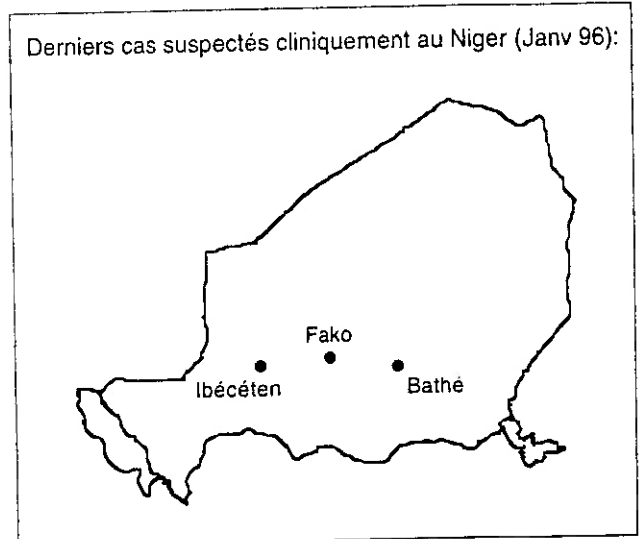 Derniers cas suspectés cliniquement au Niger (Janv 96):
Fako
Ibécéten
Bathé